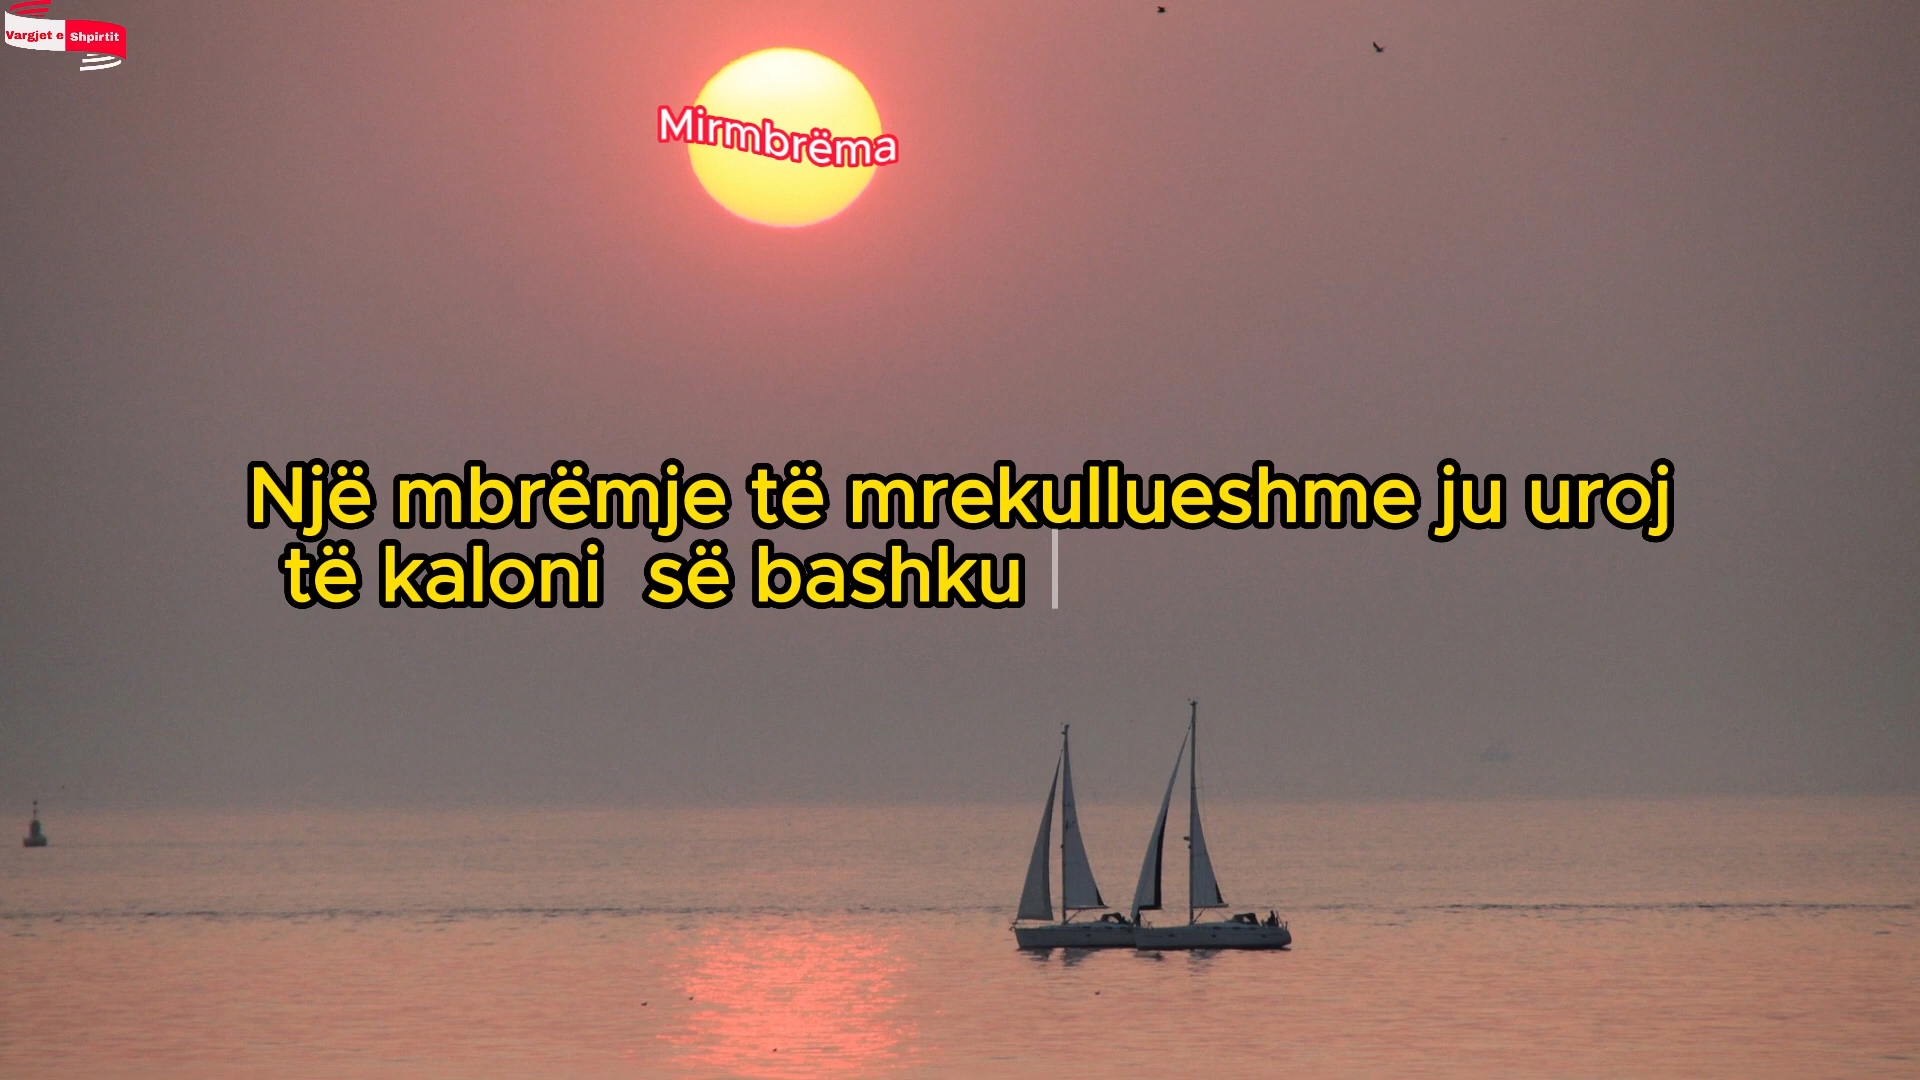 Vargjet e Shpirtit
Mirmbrëma
Një mbrëmje të mrekullueshme ju uroj
të kaloni së bashku